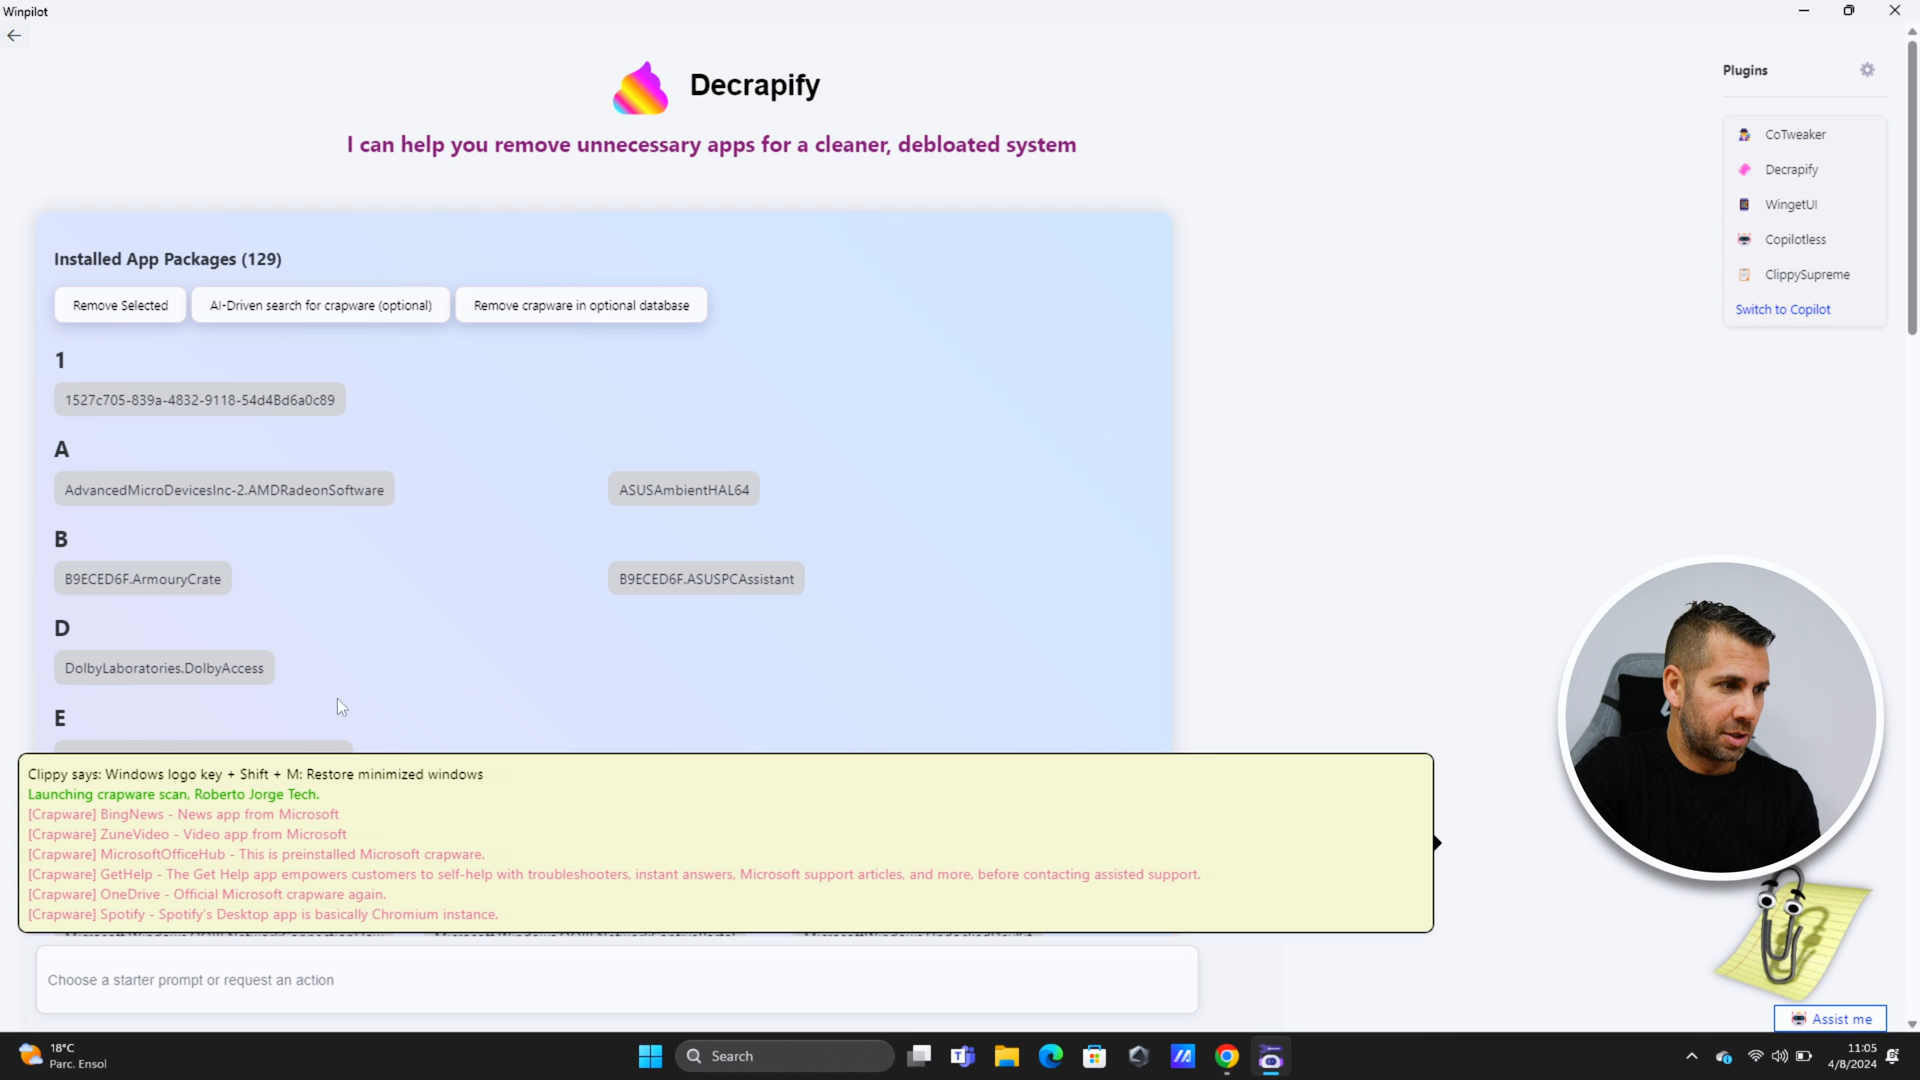 Winpilot
Decrapify
I can help you remove unnecessary apps for a cleaner, debloated system
Plugins
CoTweaker
Decrapify
WingetUI
Copilotless
ClippySupreme
Switch to Copilot
Installed App Packages (129)
Remove Selected
AI-Driven search for crapware (optional)
Remove crapware in optional database
1
1527c705-839a-4832-9118-54d4Bd6a0c89
A
AdvancedMicroDevicesInc-2.AMDRadeonSoftware
ASUSAmbientHAL64
B
B9ECED6F.ArmouryCrate
B9ECED6F.ASUSPCAssistant
D
DolbyLaboratories.DolbyAccess
E
Clippy says: Windows logo key + Shift + M: Restore minimized windows
Launching crapware scan, Roberto Jorge Tech.
[Crapware] BingNews - News app from Microsoft
[Crapware] ZuneVideo - Video app from Microsoft
[Crapware] MicrosoftOfficeHub - This is preinstalled Microsoft crapware.
[Crapware] GetHelp - The Get Help app empowers customers to self-help with troubleshooters, instant answers, Microsoft support articles, and more, before contacting assisted support.
[Crapware] OneDrive - Official Microsoft crapware again.
[Crapware] Spotify - Spotify's Desktop app is basically Chromium instance.
Choose a starter prompt or request an action
Assist me
18°C
Parc. Ensol
Search
11:05
4/8/2024